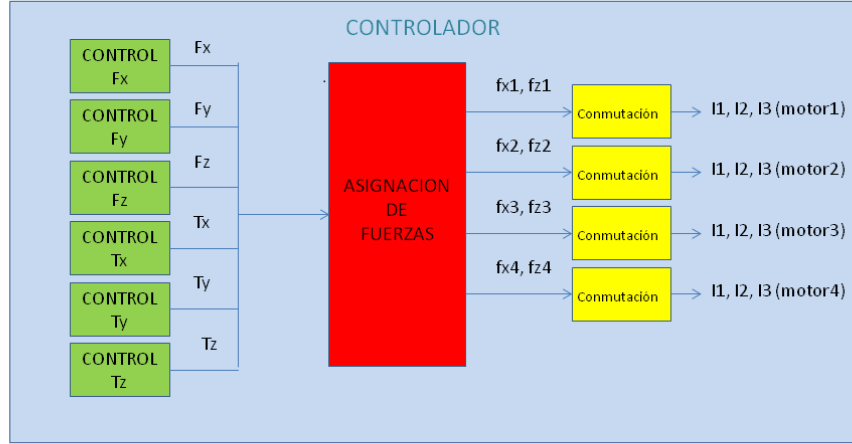 CONTROLADOR
CONTROL
Fx
Fx
CONTROL
Fy
Fy
CONTROL
Fz
Fz
CONTROL
Tx
Tx
CONTROL
Ty
Ty
CONTROL
Tz
Tz
ASIGNACION
DE
FUERZAS
fx1, fz1
Conmutación
I1, I2, I3 (motor1)
fx2, fz2
Conmutación
I1, I2, I3 (motor2)
fx3, fz3
Conmutación
I1, I2, I3 (motor3)
fx4, fz4
Conmutación
I1, I2, I3 (motor4)